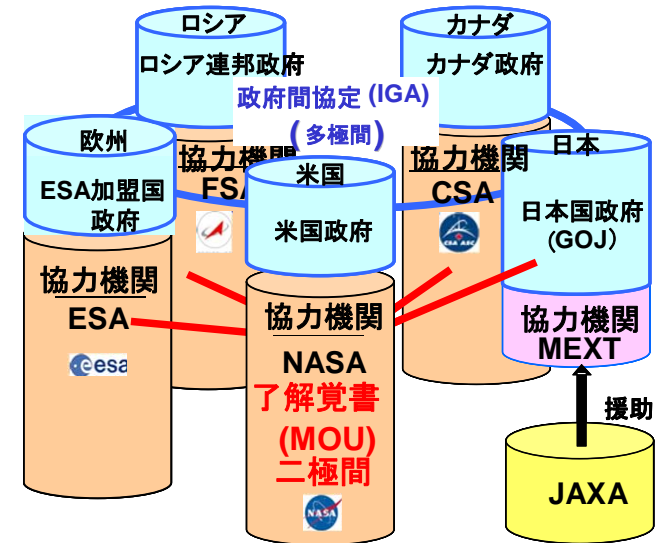 ロシア
ロシア連邦政府
カナダ
カナダ政府
政府間協定 (IGA)
(多極間)
欧州
ESA加盟国
政府
協力機関
FSA
米国
米国政府
協力機関
CSA
CSA ASC
日本
日本国政府
(GOJ)
協力機関
ESA
esa
協力機関
NASA
了解覚書
(MOU)
二極間
NASA
協力機関
MEXT
援助
JAXA